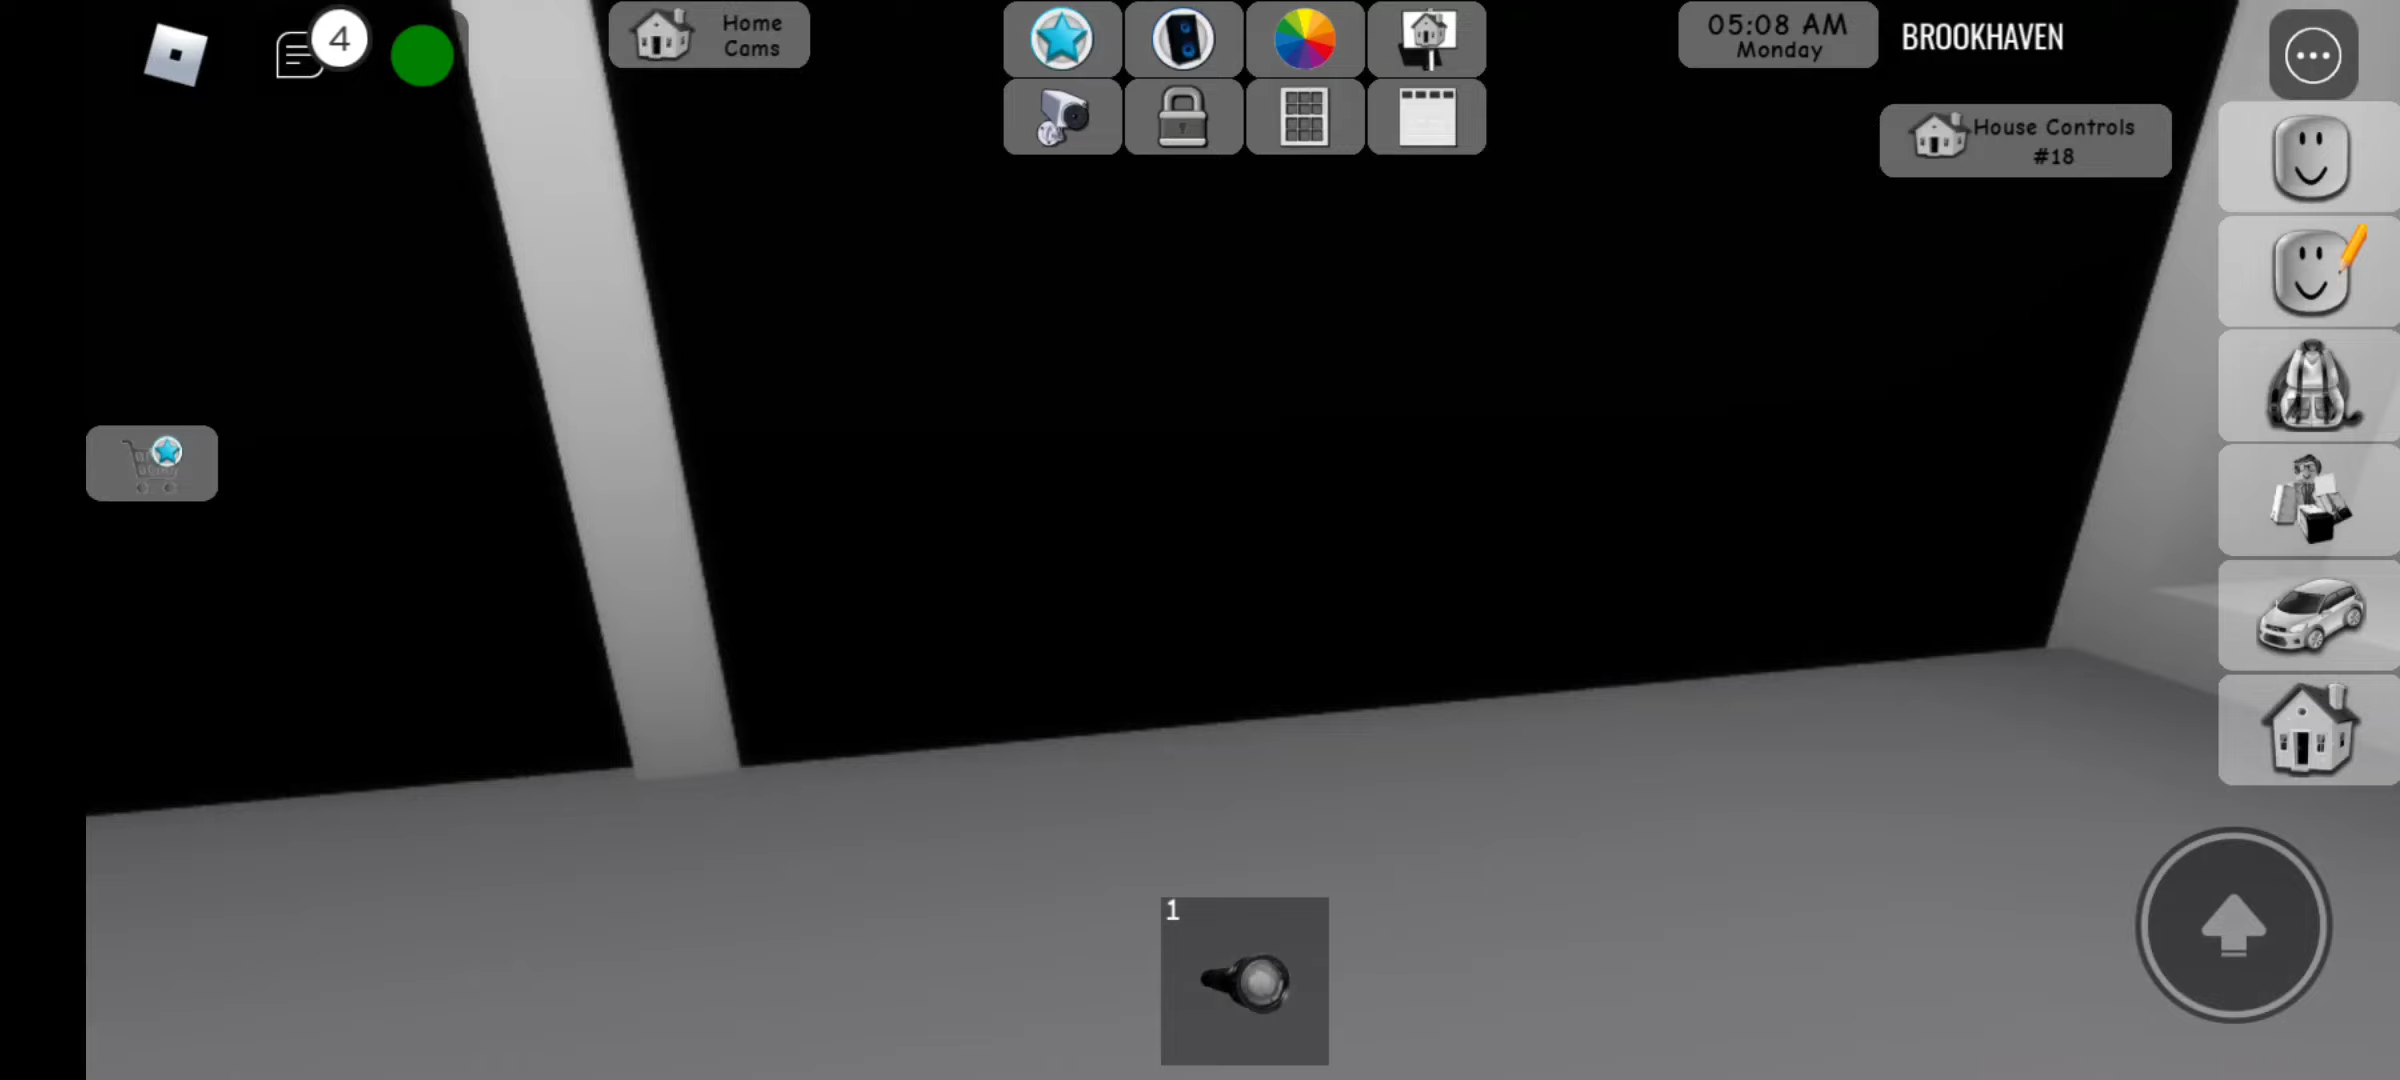 4
Home
Cams
05:08 AM
Monday
BROOKHAVEN
House Controls
#18
1